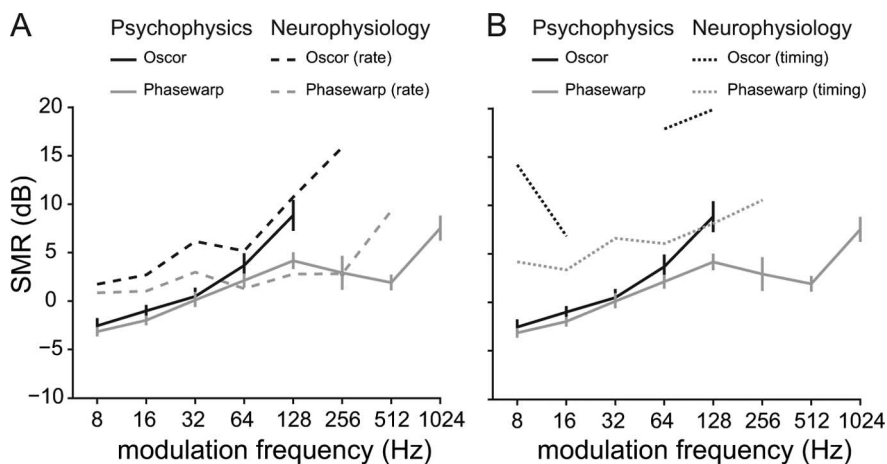 A
Psychophysics Neurophysiology
Oscor Oscor (rate)
Phasewarp Phasewarp (rate)
20
15
10
5
0
−5
−10
SMR (dB)
8 16 32 64 128 256 512 1024
modulation frequency (Hz)
B
Psychophysics Neurophysiology
Oscor Oscor (timing)
Phasewarp Phasewarp (timing)
8 16 32 64 128 256 512 1024
modulation frequency (Hz)